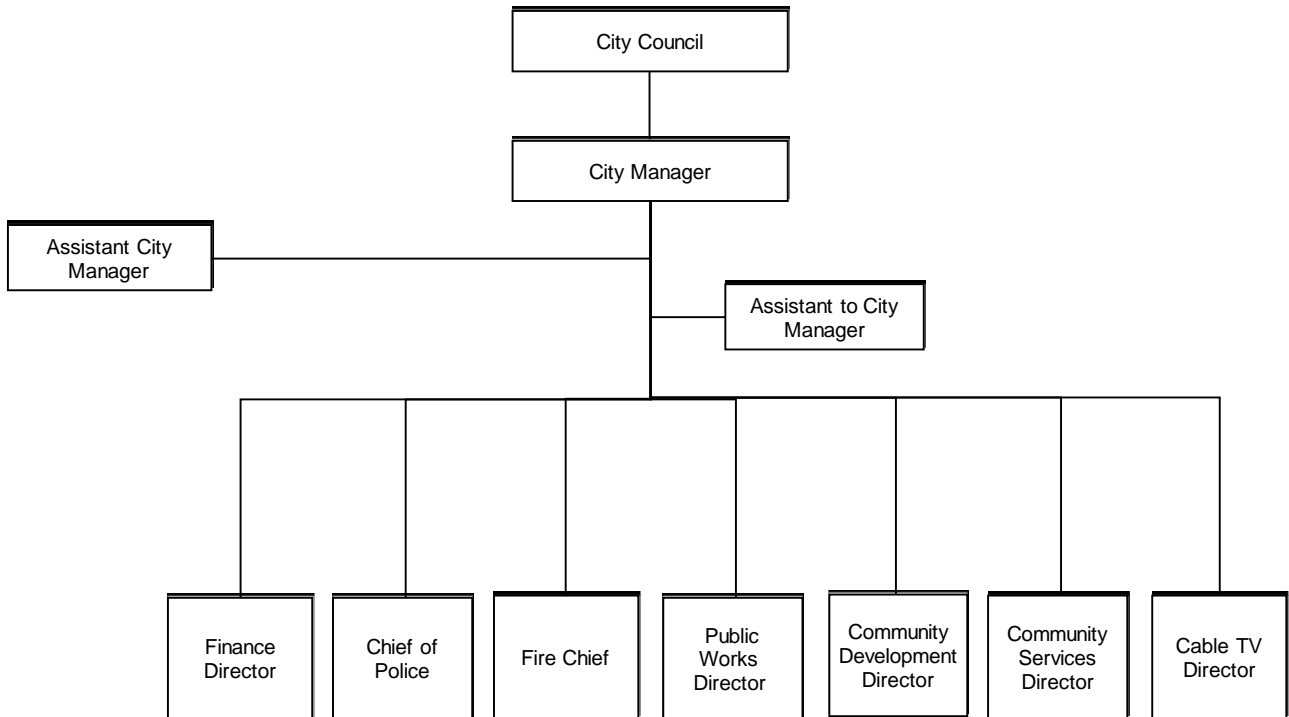 City Council
City Manager
Assistant City
Manager
Assistant to City
Manager
Finance
Director
Chief of
Police
Fire Chief
Public
Works
Director
Community
Development
Director
Community
Services
Director
Cable TV
Director